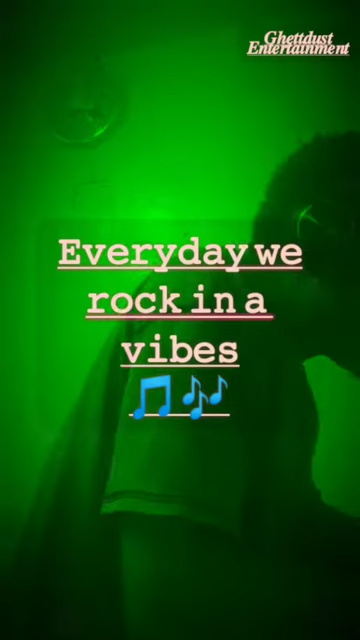 Ghettdust
Entertainment
Everyday we
rock in a
vibes
🎵🎶